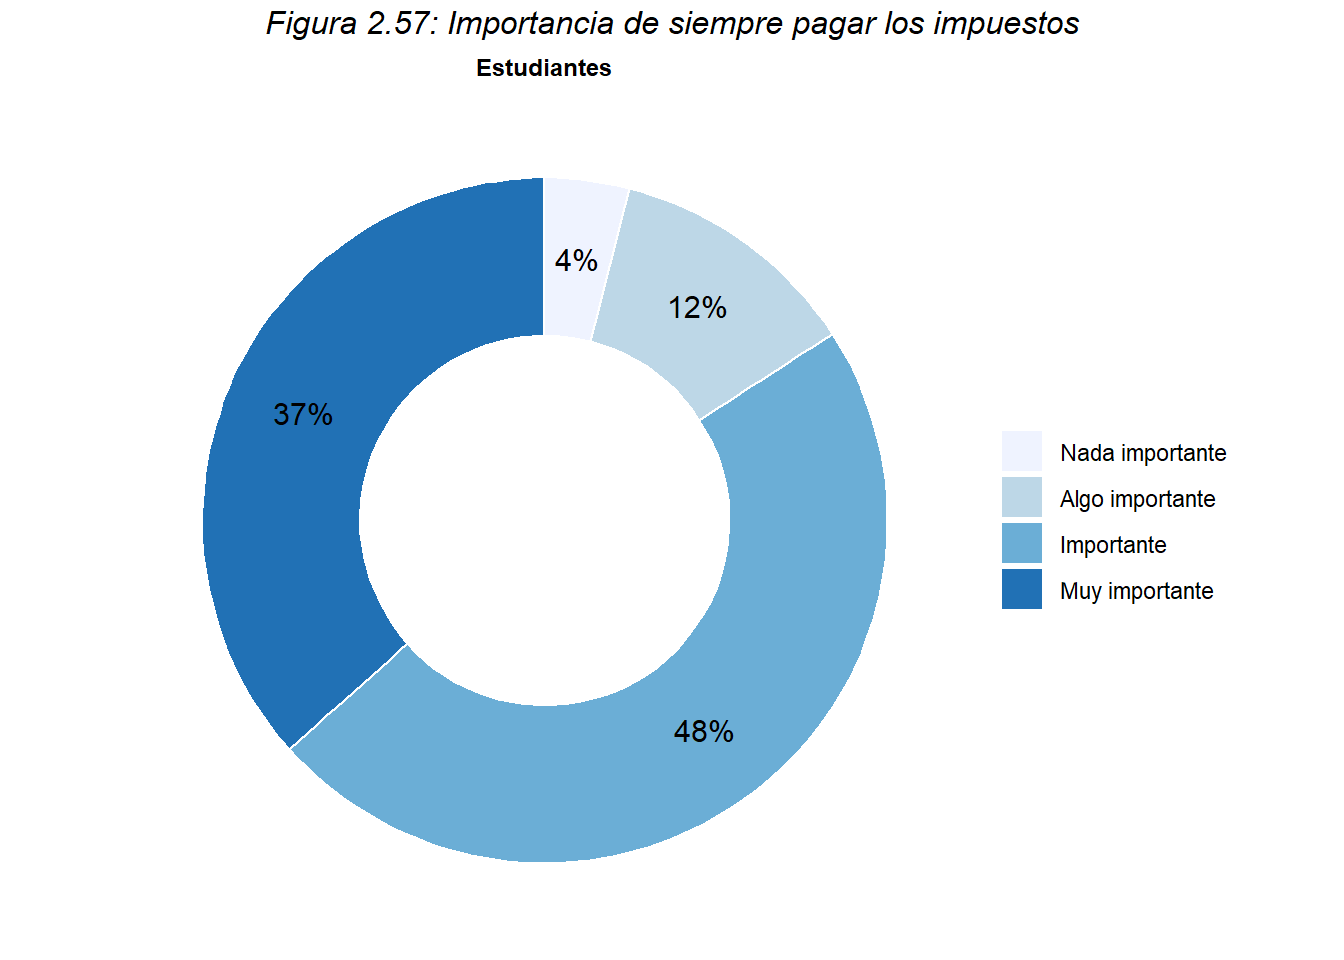 Figura 2.57: Importancia de siempre pagar los impuestos
Estudiantes
4%
12%
37%
48%
Nada importante
Algo importante
Importante
Muy importante